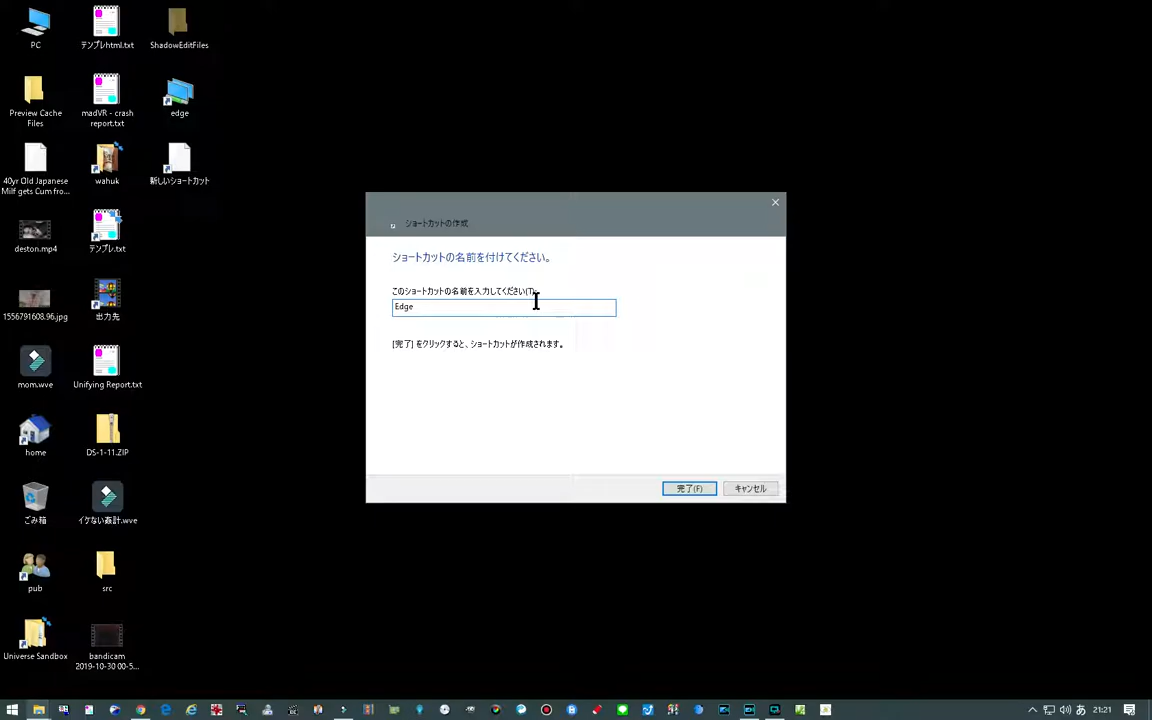 PC
テンプレhtml.txt
ShadowEditFiles
Preview Cache
Files
madVR - crash
report.txt
edge
40yr Old Japanese
Milf gets Cum fro...
wahuk
新しいショートカット
deston.mp4
テンプレ.txt
1556791608.96.jpg
出力先
mom.wve
Unifying Report.txt
home
DS-1-11.ZIP
ごみ箱
イケない姦計.wve
pub
src
Universe Sandbox
bandicam
2019-10-30 00-5...
ショートカットの作成
ショートカットの名前を付けてください。
このショートカットの名前を入力してください(T):
Edge
[完了] をクリックすると、ショートカットが作成されます。
完了(F)
キャンセル
あ
21:21